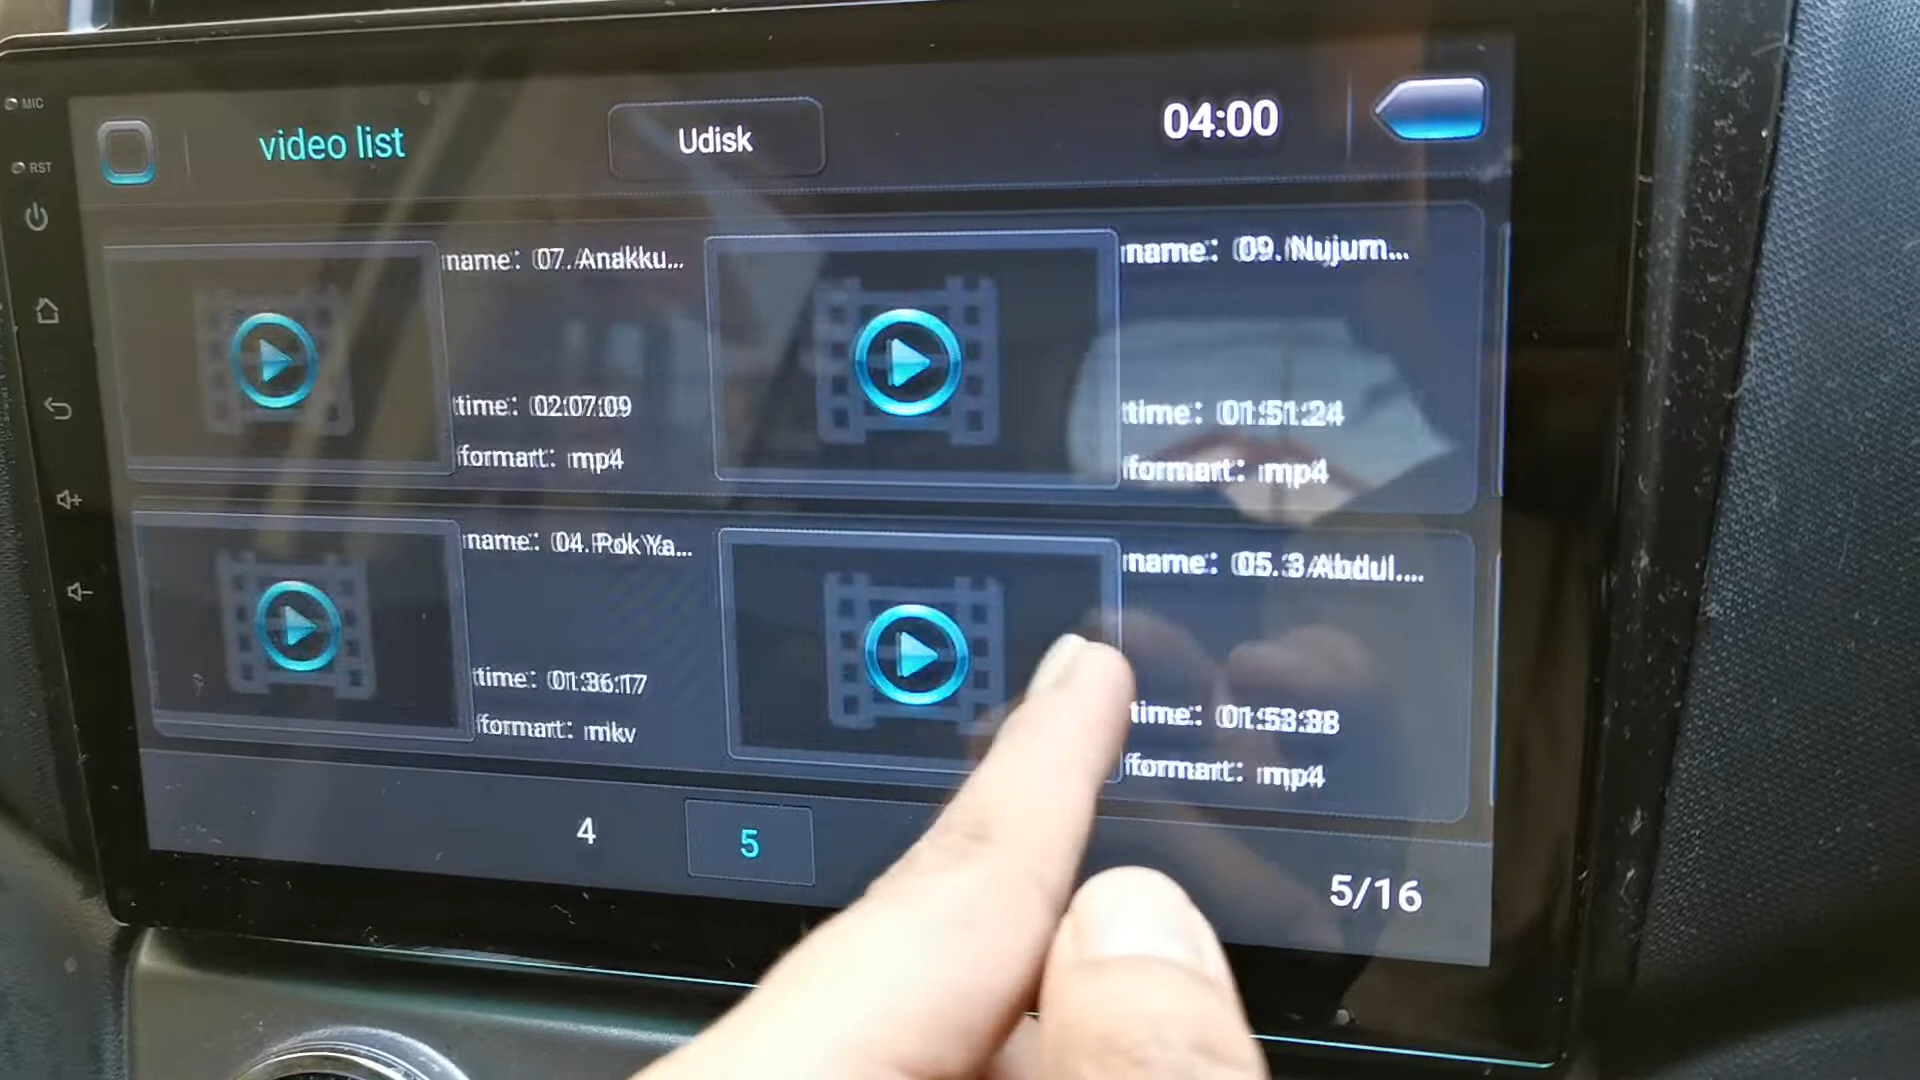 MIC
RST
video list
Udisk
04:00
name: 07. Anakku...
time: 02:07:09
formart: mp4
name: 09. Nujum...
time: 01:51:24
formart: mp4
name: 04. Pok Ya...
time: 01:36:17
formart: mkv
name: 05. 3 Abdul....
time: 01:53:38
formart: mp4
4
5
5/16